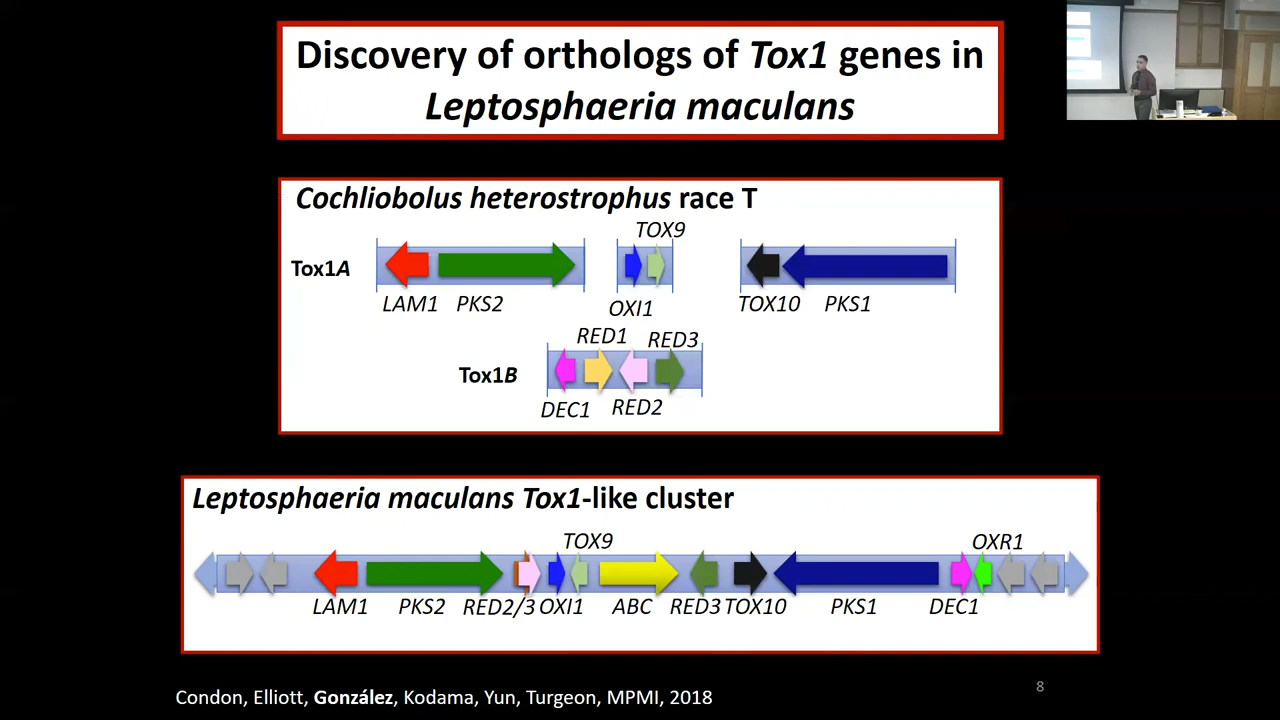 Discovery of orthologs of Tox1 genes in
Leptosphaeria maculans
Cochliobolus heterostrophus race T
TOX9
Tox1A
LAM1 PKS2 OXI1 TOX10 PKS1
RED1 RED3
Tox1B
DEC1 RED2
Leptosphaeria maculans Tox1-like cluster
TOX9 OXR1
LAM1 PKS2 RED2/3 OXI1 ABC RED3 TOX10 PKS1 DEC1
Condon, Elliott, González, Kodama, Yun, Turgeon, MPMI, 2018
8